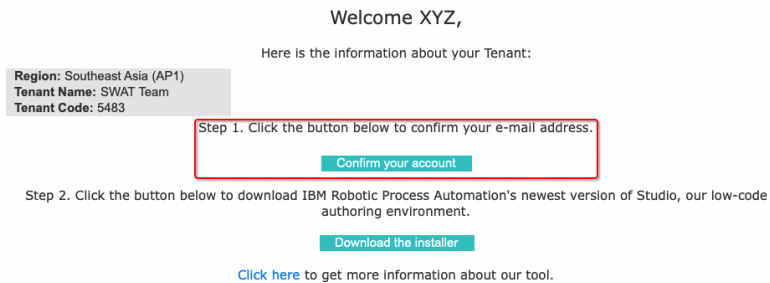 Welcome XYZ,
Here is the information about your Tenant:
Region: Southeast Asia (AP1)
Tenant Name: SWAT Team
Tenant Code: 5483
Step 1. Click the button below to confirm your e-mail address.
Confirm your account
Step 2. Click the button below to download IBM Robotic Process Automation's newest version of Studio, our low-code
authoring environment.
Download the installer
Click here to get more information about our tool.